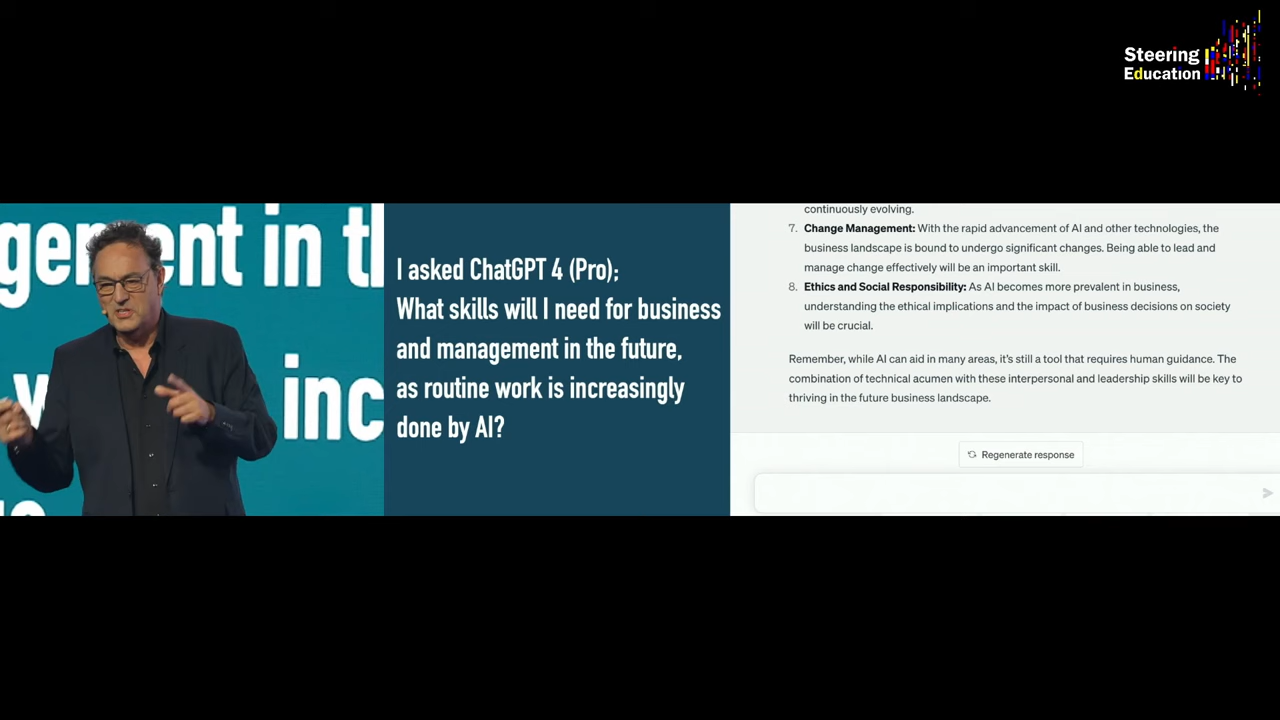 Steering
Education
gement in th
inc
I asked ChatGPT 4 (Pro);
What skills will I need for business
and management in the future,
as routine work is increasingly
done by AI?
continuously evolving.
7. Change Management: With the rapid advancement of AI and other technologies, the
business landscape is bound to undergo significant changes. Being able to lead and
manage change effectively will be an important skill.
8. Ethics and Social Responsibility: As AI becomes more prevalent in business,
understanding the ethical implications and the impact of business decisions on society
will be crucial.
Remember, while AI can aid in many areas, it's still a tool that requires human guidance. The
combination of technical acumen with these interpersonal and leadership skills will be key to
thriving in the future business landscape.
Regenerate response